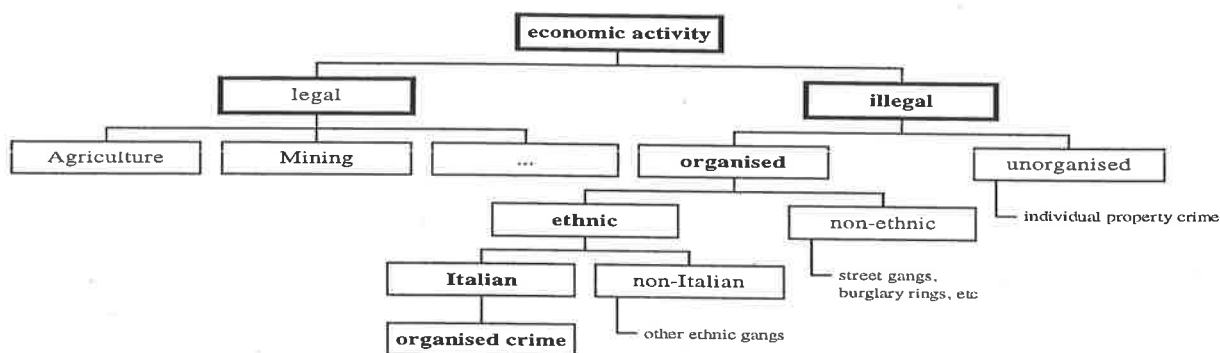 economic activity
legal
illegal
Agriculture
Mining
...
organised
unorganised
ethnic
non-ethnic
individual property crime
Italian
non-Italian
street gangs,
burglary rings, etc
organised crime
other ethnic gangs